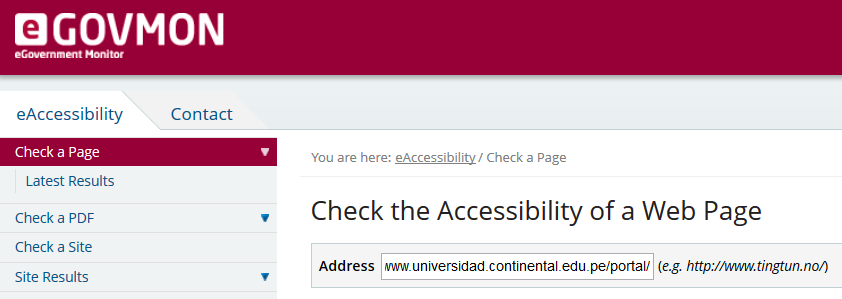 eGOVMON
eGovernment Monitor
eAccessibility
Contact
Check a Page
Latest Results
Check a PDF
Check a Site
Site Results
You are here: eAccessibility / Check a Page
Check the Accessibility of a Web Page
Address www.universidad.continental.edu.pe/portal/ (e.g. http://www.tingtun.no/)